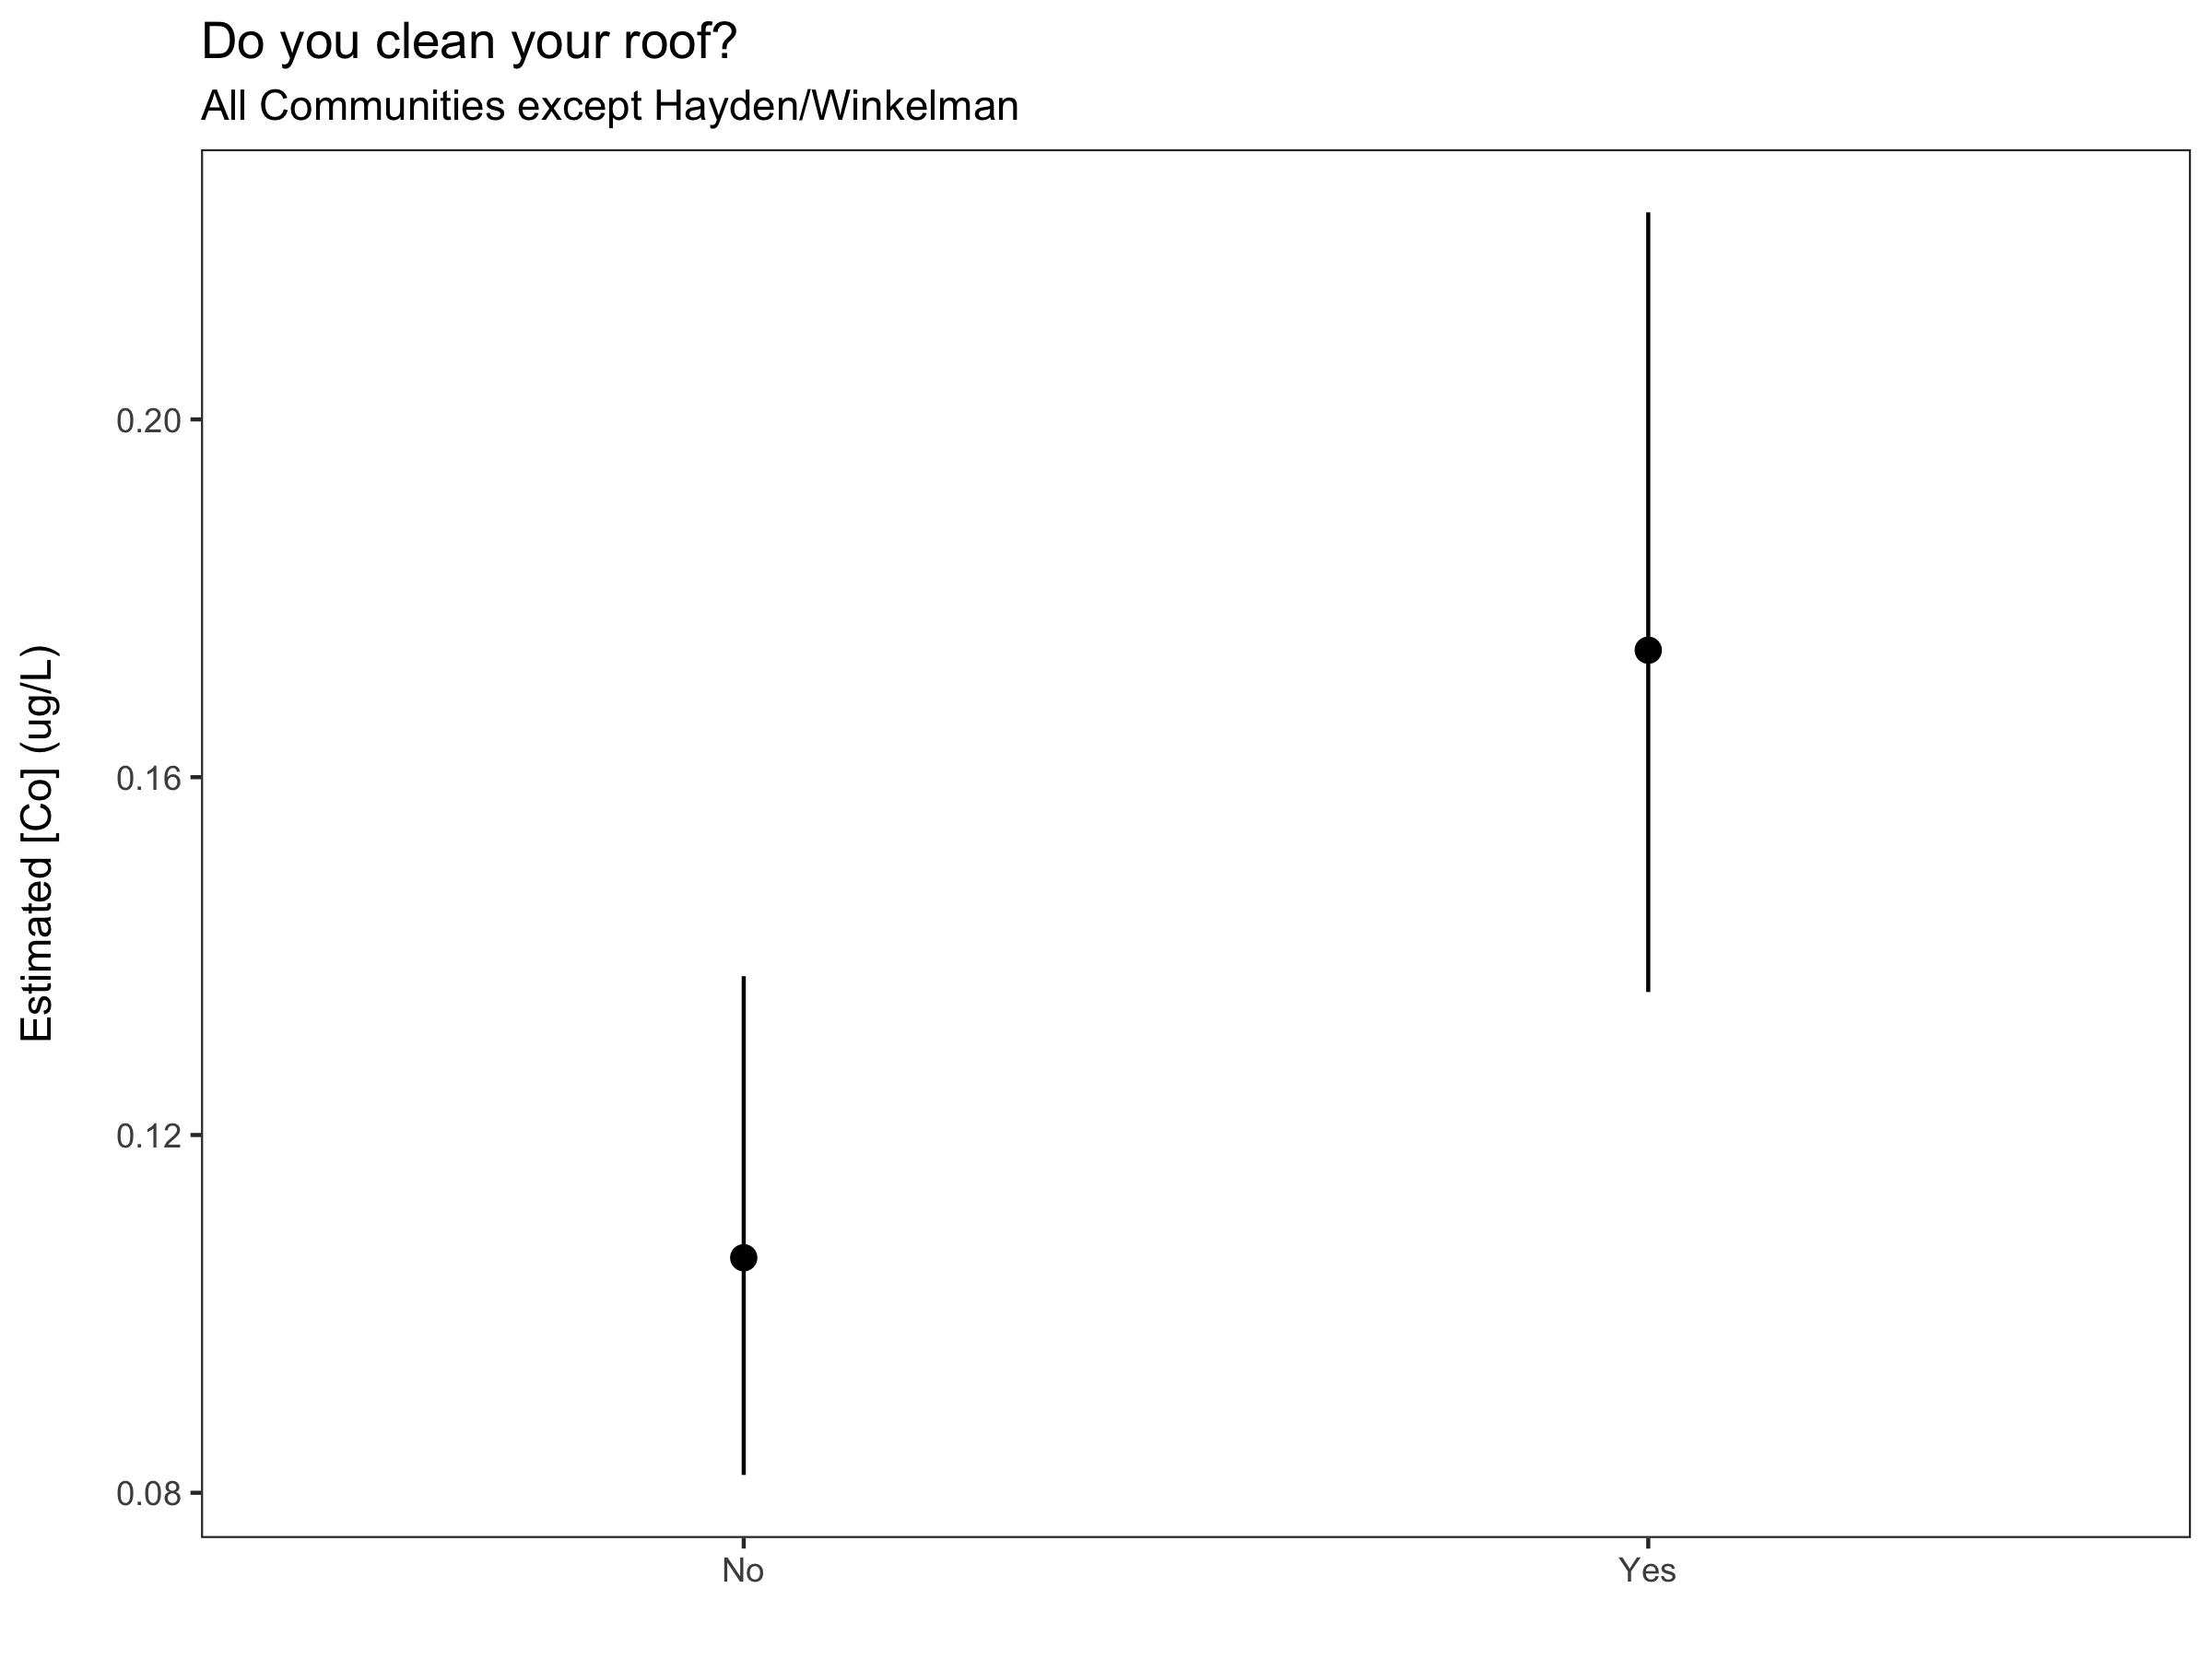 Do you clean your roof?
All Communities except Hayden/Winkelman
Estimated [Co] (ug/L)
0.20
0.16
0.12
0.08
No
Yes